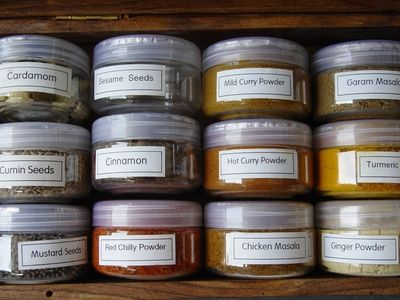 Cardamom
Sesame Seeds
Mild Curry Powder
Garam Masala
Cumin Seeds
Cinnamon
Hot Curry Powder
Turmeric
Mustard Seeds
Red Chilly Powder
Chicken Masala
Ginger Powder